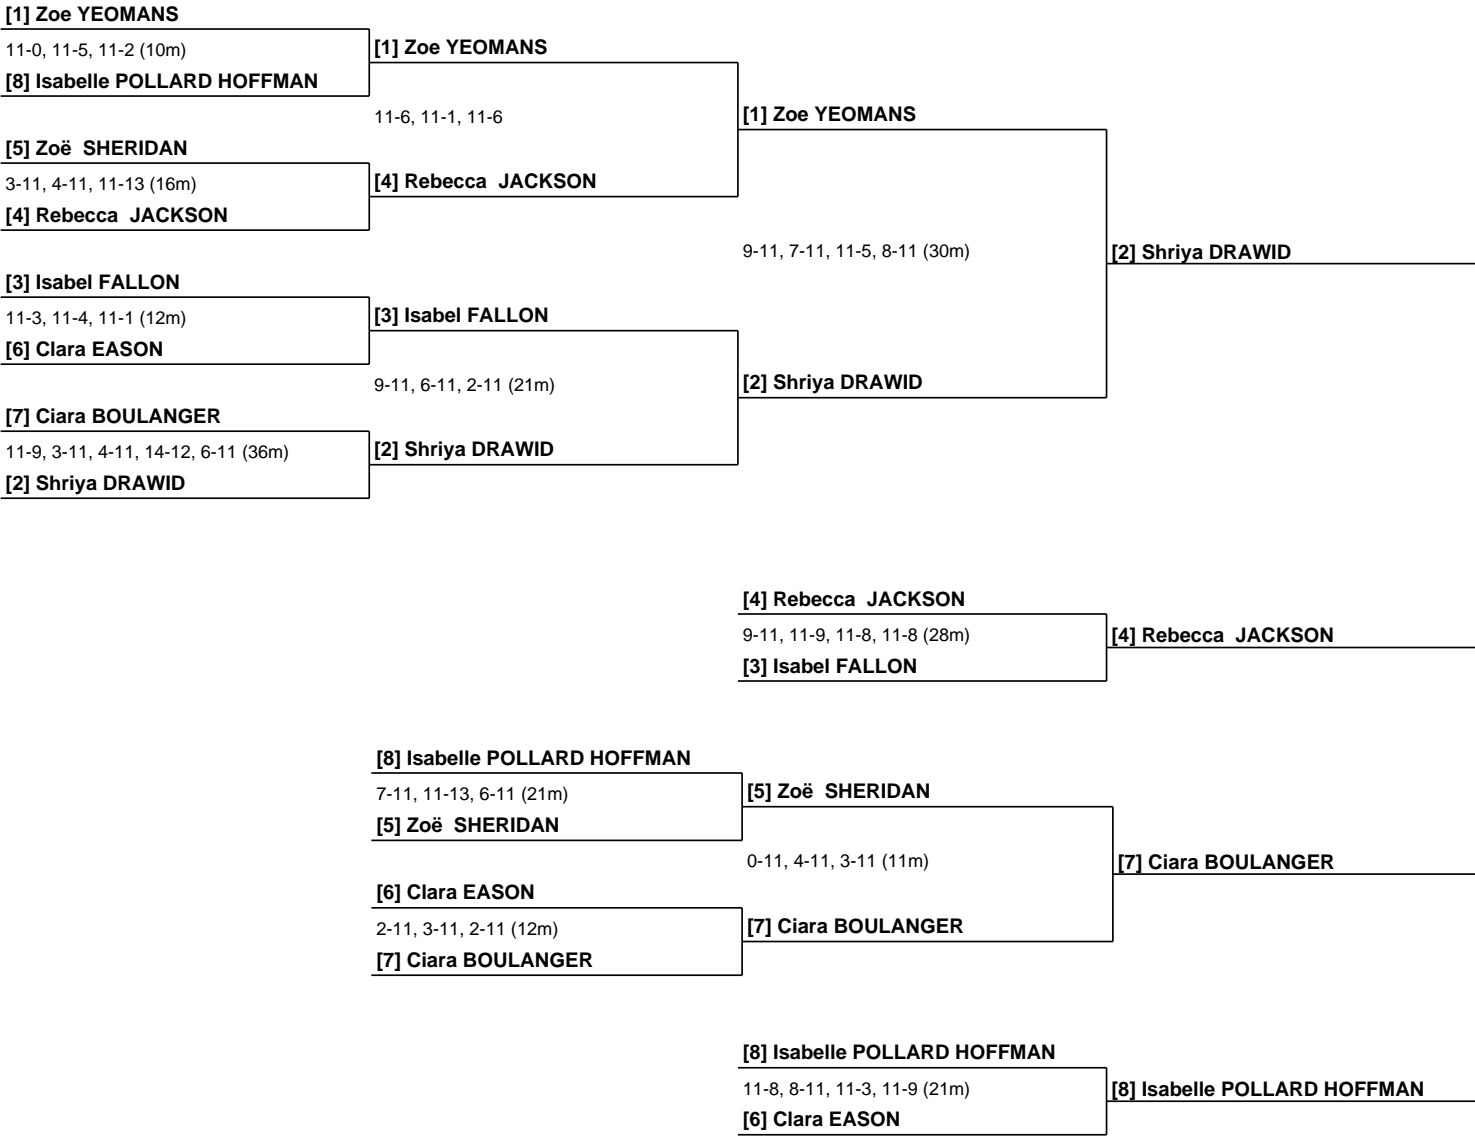 [1] Zoe YEOMANS
11-0, 11-5, 11-2 (10m)
[1] Zoe YEOMANS
[8] Isabelle POLLARD HOFFMAN
11-6, 11-1, 11-6
[1] Zoe YEOMANS
[5] Zoë  SHERIDAN
3-11, 4-11, 11-13 (16m)
[4] Rebecca  JACKSON
[4] Rebecca  JACKSON
9-11, 7-11, 11-5, 8-11 (30m)
[2] Shriya DRAWID
[3] Isabel FALLON
11-3, 11-4, 11-1 (12m)
[3] Isabel FALLON
[6] Clara EASON
9-11, 6-11, 2-11 (21m)
[2] Shriya DRAWID
[7] Ciara BOULANGER
11-9, 3-11, 4-11, 14-12, 6-11 (36m)
[2] Shriya DRAWID
[2] Shriya DRAWID
[4] Rebecca  JACKSON
9-11, 11-9, 11-8, 11-8 (28m)
[4] Rebecca  JACKSON
[3] Isabel FALLON
[8] Isabelle POLLARD HOFFMAN
7-11, 11-13, 6-11 (21m)
[5] Zoë  SHERIDAN
[5] Zoë  SHERIDAN
0-11, 4-11, 3-11 (11m)
[7] Ciara BOULANGER
[6] Clara EASON
2-11, 3-11, 2-11 (12m)
[7] Ciara BOULANGER
[7] Ciara BOULANGER
[8] Isabelle POLLARD HOFFMAN
11-8, 8-11, 11-3, 11-9 (21m)
[8] Isabelle POLLARD HOFFMAN
[6] Clara EASON